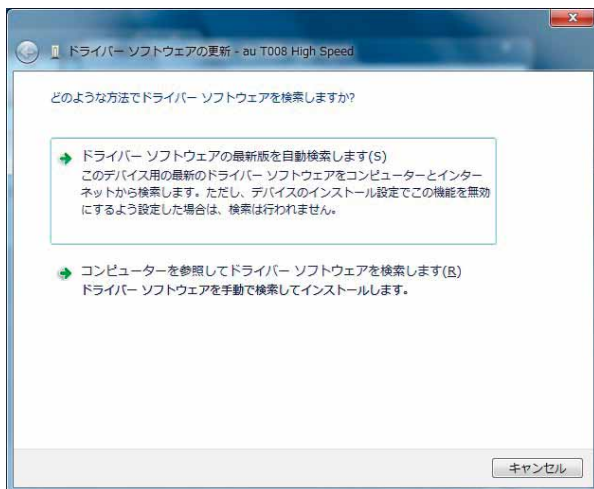 ドライバー ソフトウェアの更新 - au T008 High Speed
どのような方法でドライバー ソフトウェアを検索しますか?
ドライバー ソフトウェアの最新版を自動検索します(S)
このデバイス用の最新のドライバー ソフトウェアをコンピューターとインター
ネットから検索します。ただし、デバイスのインストール設定でこの機能を無効
にするよう設定した場合は、検索は行われません。
コンピューターを参照してドライバー ソフトウェアを検索します(R)
ドライバー ソフトウェアを手動で検索してインストールします。
キャンセル